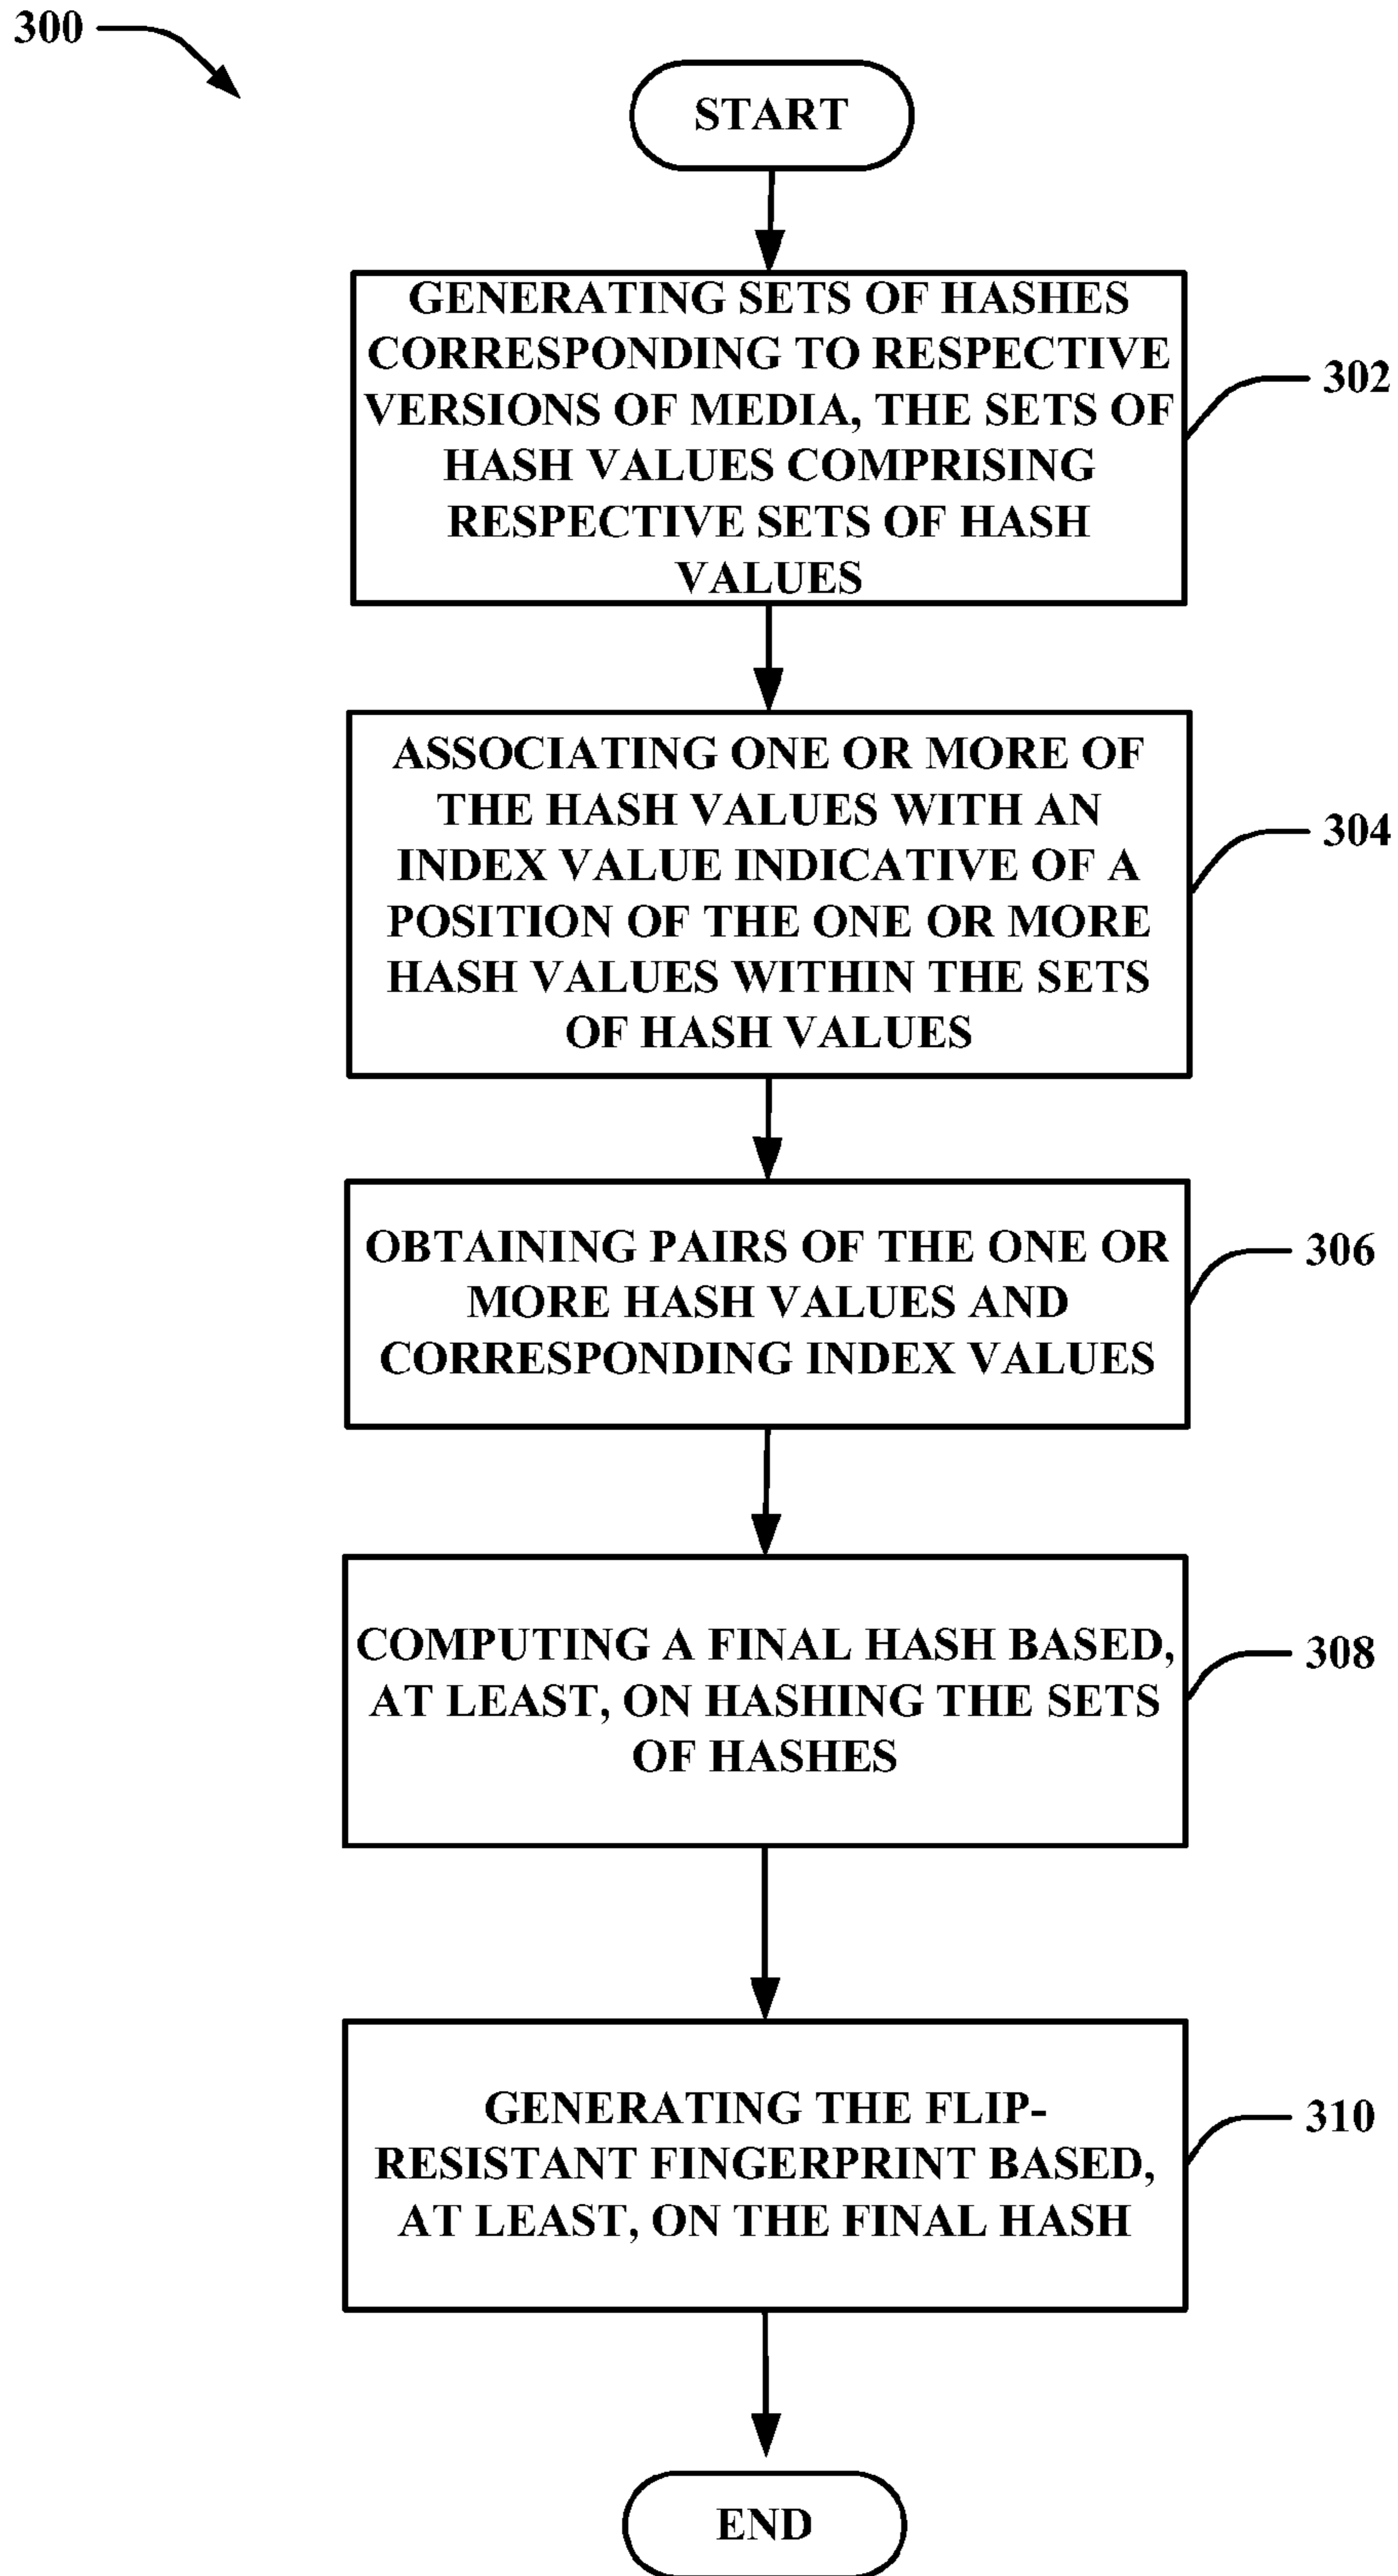 300
START
GENERATING SETS OF HASHES
CORRESPONDING TO RESPECTIVE
VERSIONS OF MEDIA, THE SETS OF
HASH VALUES COMPRISING
RESPECTIVE SETS OF HASH
VALUES
302
ASSOCIATING ONE OR MORE OF
THE HASH VALUES WITH AN
INDEX VALUE INDICATIVE OF A
POSITION OF THE ONE OR MORE
HASH VALUES WITHIN THE SETS
OF HASH VALUES
304
OBTAINING PAIRS OF THE ONE OR
MORE HASH VALUES AND
CORRESPONDING INDEX VALUES
306
COMPUTING A FINAL HASH BASED,
AT LEAST, ON HASHING THE SETS
OF HASHES
308
GENERATING THE FLIP-
RESISTANT FINGERPRINT BASED,
AT LEAST, ON THE FINAL HASH
310
END